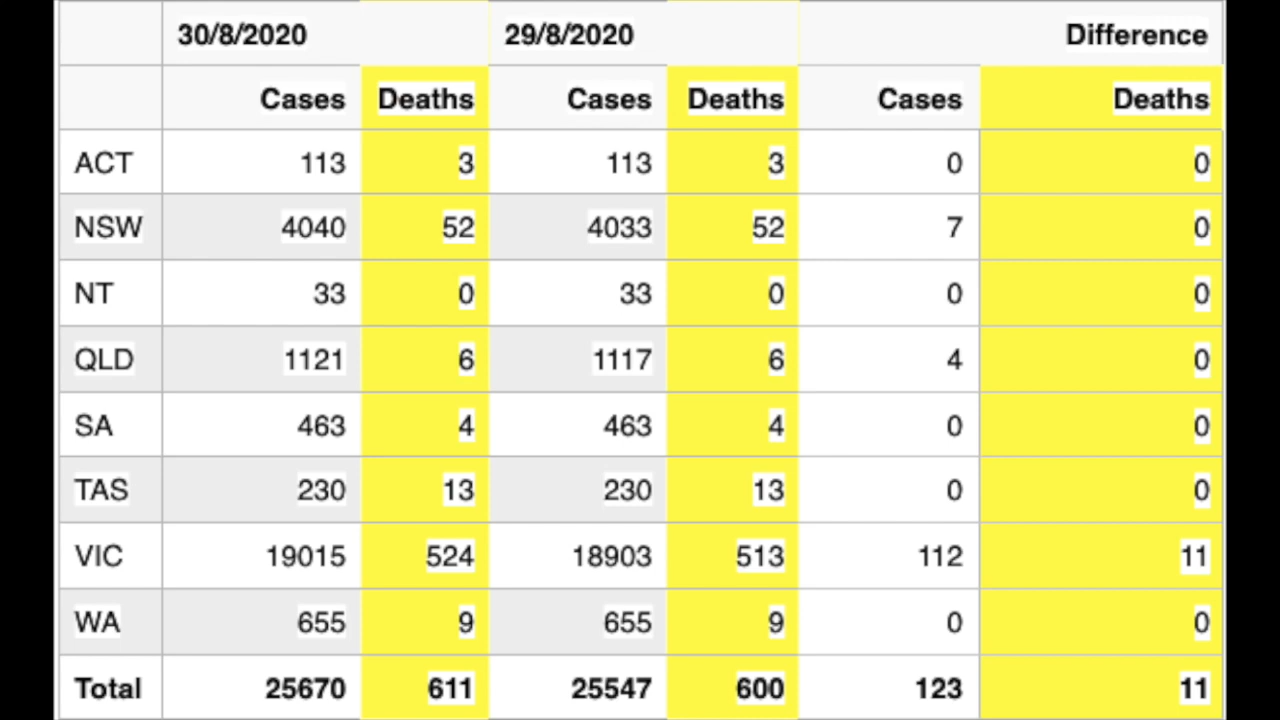 30/8/2020 29/8/2020 Difference
Cases Deaths Cases Deaths Cases Deaths
ACT 113 3 113 3 0 0
NSW 4040 52 4033 52 7 0
NT 33 0 33 0 0 0
QLD 1121 6 1117 6 4 0
SA 463 4 463 4 0 0
TAS 230 13 230 13 0 0
VIC 19015 524 18903 513 112 11
WA 655 9 655 9 0 0
Total 25670 611 25547 600 123 11